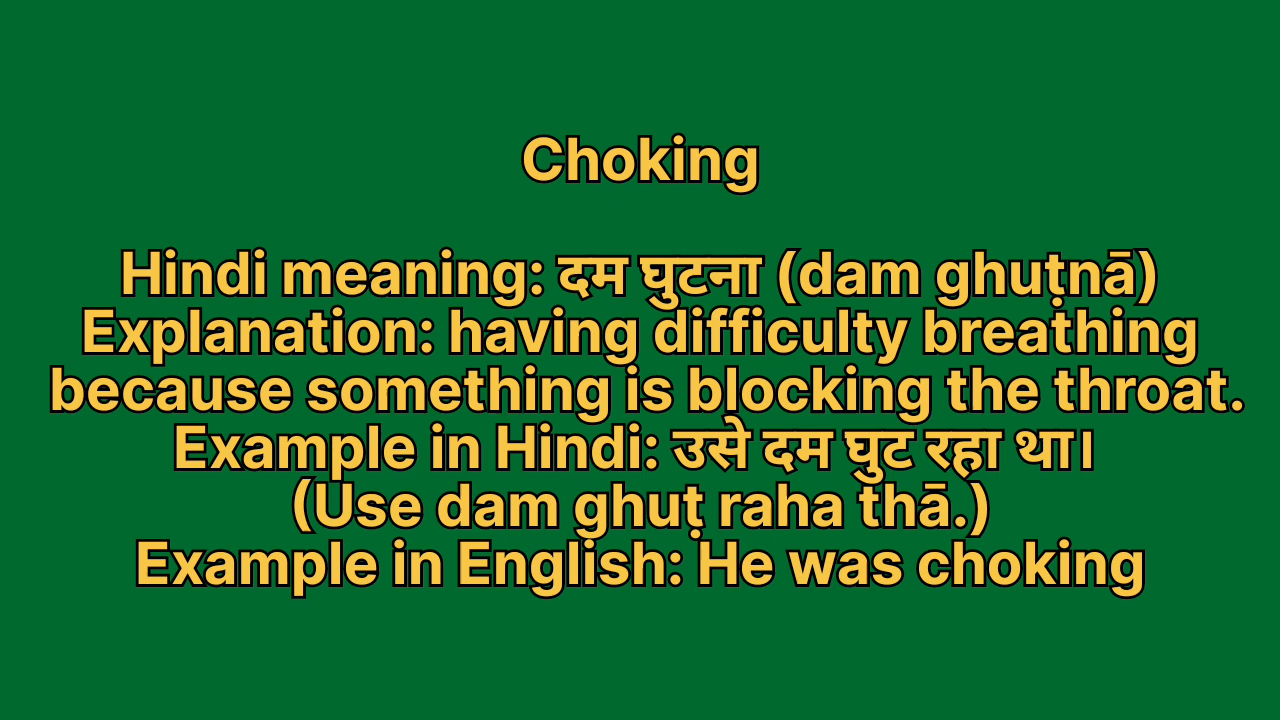 Choking
Hindi meaning: दम घुटना (dam ghuṭnā)
Explanation: having difficulty breathing
because something is blocking the throat.
Example in Hindi: उसे दम घुट रहा था।
(Use dam ghuṭ raha thā.)
Example in English: He was choking